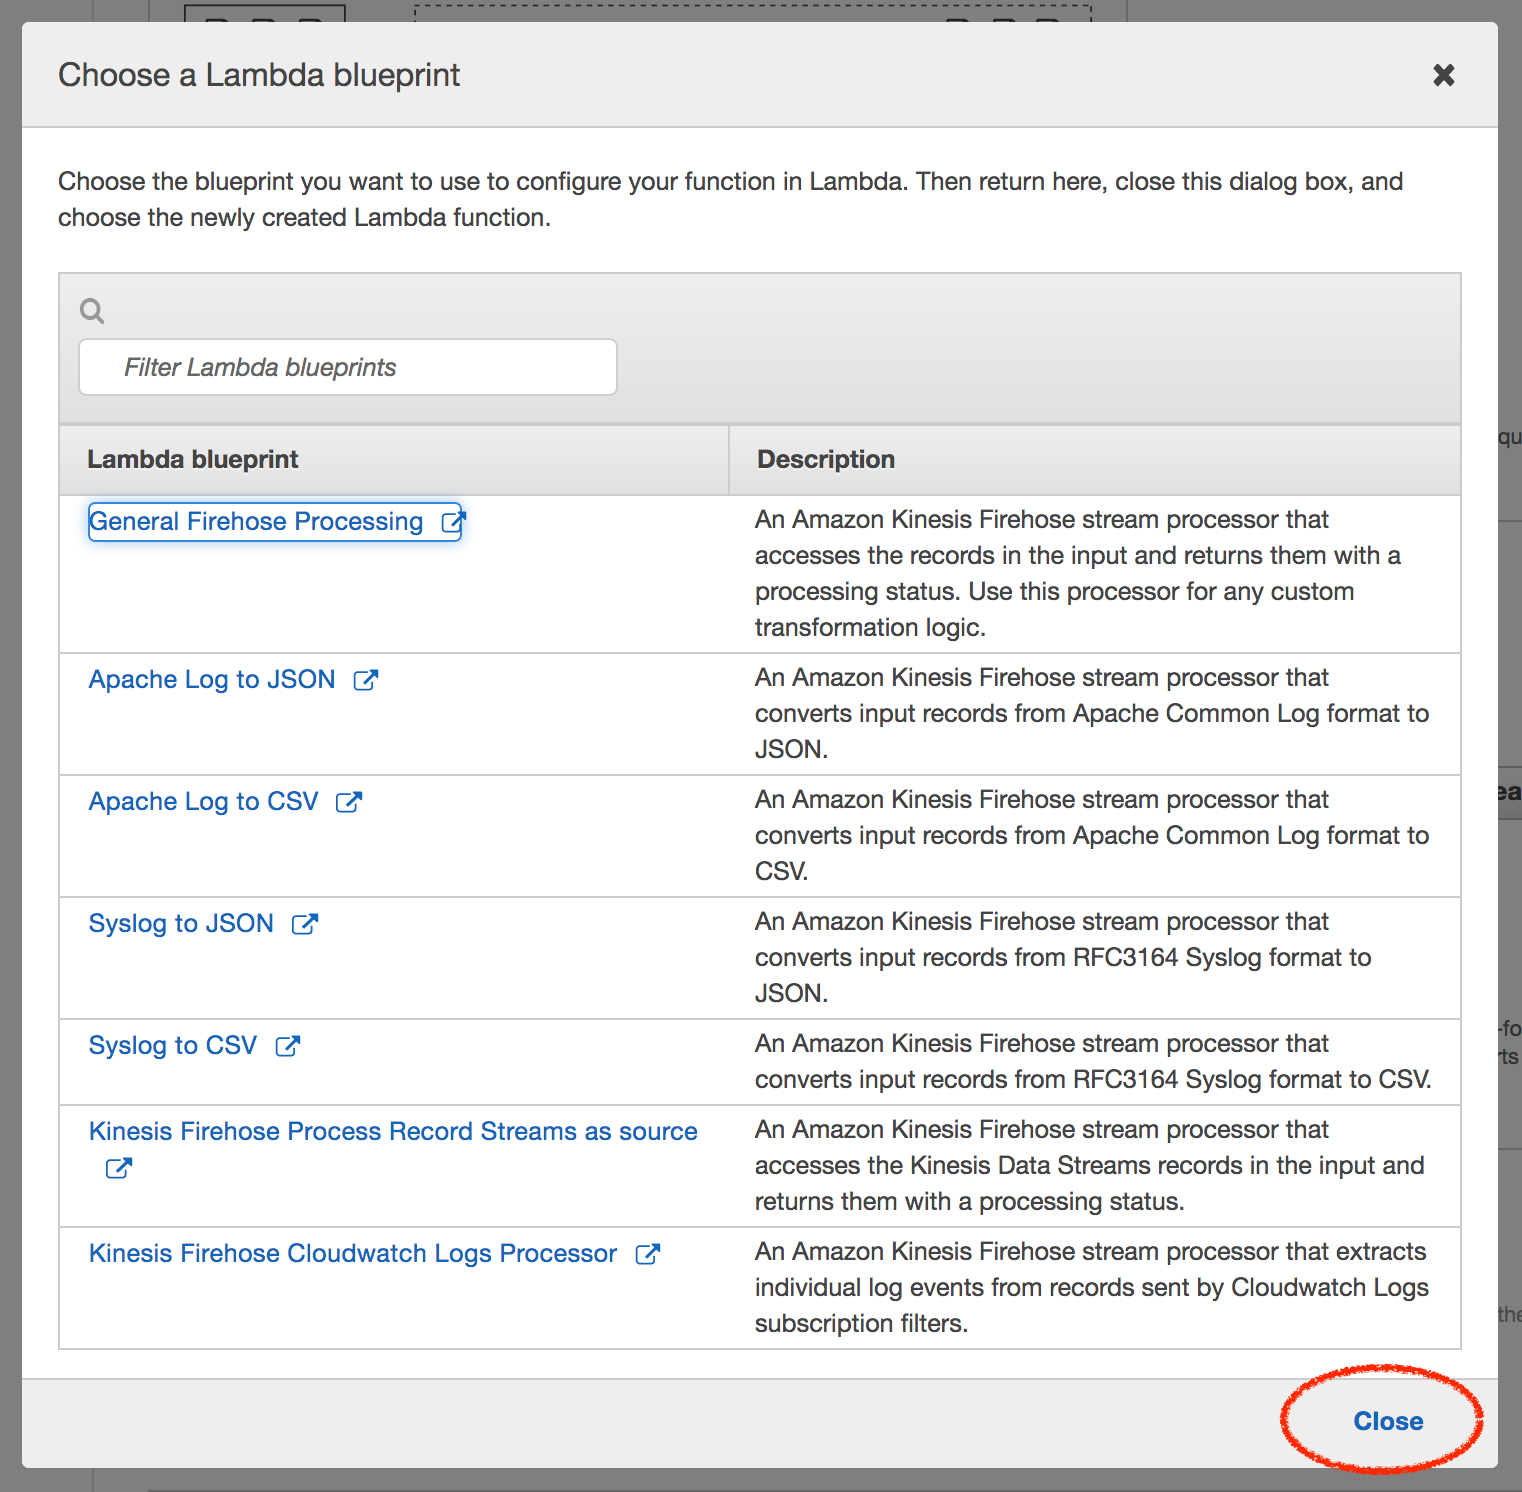 Choose a Lambda blueprint
Choose the blueprint you want to use to configure your function in Lambda. Then return here, close this dialog box, and
choose the newly created Lambda function.
Filter Lambda blueprints
Lambda blueprint
Description
General Firehose Processing
An Amazon Kinesis Firehose stream processor that
accesses the records in the input and returns them with a
processing status. Use this processor for any custom
transformation logic.
Apache Log to JSON
An Amazon Kinesis Firehose stream processor that
converts input records from Apache Common Log format to
JSON.
Apache Log to CSV
An Amazon Kinesis Firehose stream processor that
converts input records from Apache Common Log format to
CSV.
Syslog to JSON
An Amazon Kinesis Firehose stream processor that
converts input records from RFC3164 Syslog format to
JSON.
Syslog to CSV
An Amazon Kinesis Firehose stream processor that
converts input records from RFC3164 Syslog format to CSV.
Kinesis Firehose Process Record Streams as source
An Amazon Kinesis Firehose stream processor that
accesses the Kinesis Data Streams records in the input and
returns them with a processing status.
Kinesis Firehose Cloudwatch Logs Processor
An Amazon Kinesis Firehose stream processor that extracts
individual log events from records sent by Cloudwatch Logs
subscription filters.
Close